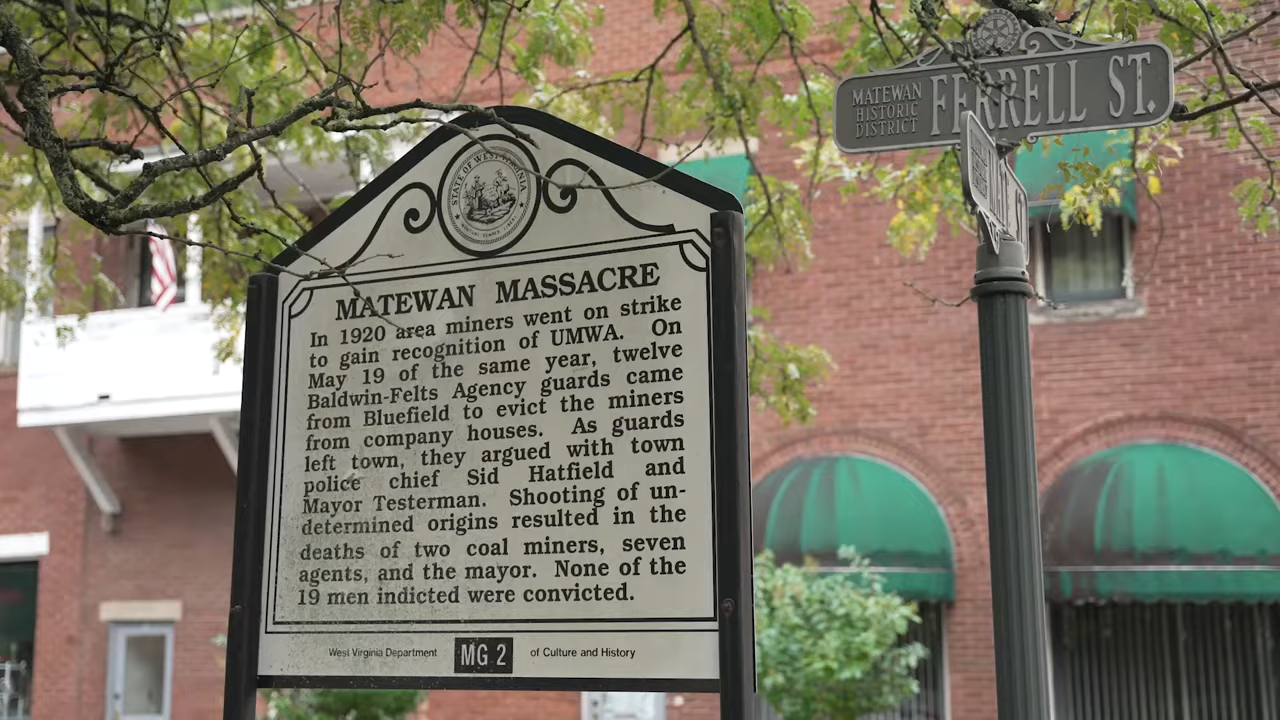 STATE OF WEST VIRGINIA
MATEWAN MASSACRE
In 1920 area miners went on strike
to gain recognition of UMWA. On
May 19 of the same year, twelve
Baldwin-Felts Agency guards came
from Bluefield to evict the miners
from company houses. As guards
left town, they argued with town
police chief Sid Hatfield and
Mayor Testerman. Shooting of un-
determined origins resulted in the
deaths of two coal miners, seven
agents, and the mayor. None of the
19 men indicted were convicted.
West Virginia Department
MG 2
of Culture and History
MATEWAN
HISTORIC
DISTRICT
FERRELL ST.